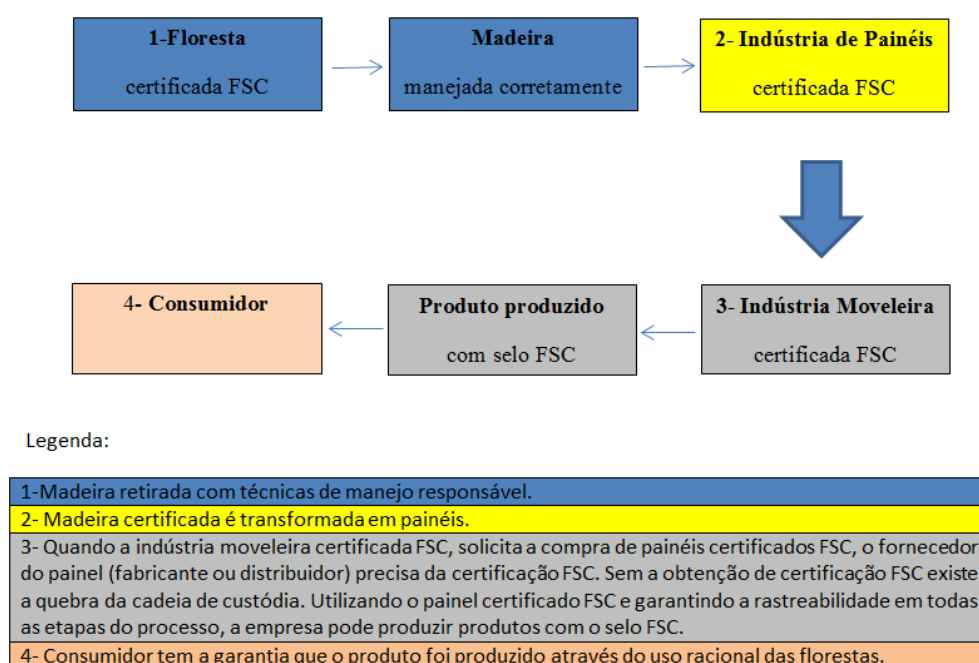 1-Floresta
certificada FSC
Madeira
manejada corretamente
2- Indústria de Painéis
certificada FSC
4- Consumidor
Produto produzido
com selo FSC
3- Indústria Moveleira
certificada FSC
Legenda:
1-Madeira retirada com técnicas de manejo responsável.
2- Madeira certificada é transformada em painéis.
3- Quando a indústria moveleira certificada FSC, solicita a compra de painéis certificados FSC, o fornecedor
do painel (fabricante ou distribuidor) precisa da certificação FSC. Sem a obtenção de certificação FSC existe
a quebra da cadeia de custódia. Utilizando o painel certificado FSC e garantindo a rastreabilidade em todas
as etapas do processo, a empresa pode produzir produtos com o selo FSC.
4- Consumidor tem a garantia que o produto foi produzido através do uso racional das florestas.